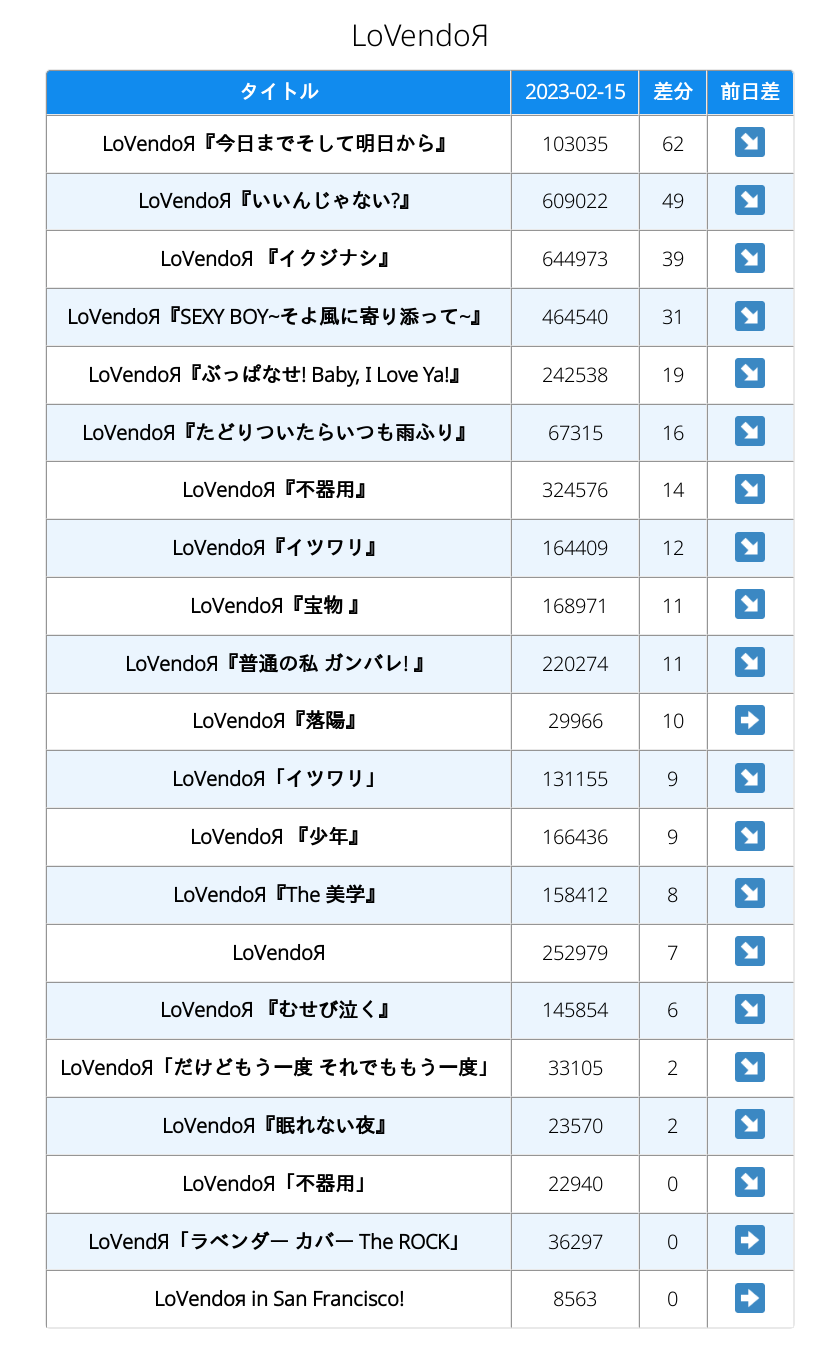 LoVendoЯ
タイトル 2023-02-15 差分 前日差
LoVendoЯ『今日までそして明日から』 103035 62 ↘
LoVendoЯ『いいんじゃない?』 609022 49 ↘
LoVendoЯ 『イクジナシ』 644973 39 ↘
LoVendoЯ『SEXY BOY~そよ風に寄り添って~』 464540 31 ↘
LoVendoЯ『ぶっぱなせ! Baby, I Love Ya!』 242538 19 ↘
LoVendoЯ『たどりついたらいつも雨ふり』 67315 16 ↘
LoVendoЯ『不器用』 324576 14 ↘
LoVendoЯ『イツワリ』 164409 12 ↘
LoVendoЯ『宝物 』 168971 11 ↘
LoVendoЯ『普通の私 ガンバレ! 』 220274 11 ↘
LoVendoЯ『落陽』 29966 10 ➡
LoVendoЯ「イツワリ」 131155 9 ↘
LoVendoЯ 『少年』 166436 9 ↘
LoVendoЯ『The 美学』 158412 8 ↘
LoVendoЯ 252979 7 ↘
LoVendoЯ 『むせび泣く』 145854 6 ↘
LoVendoЯ「だけどもう一度 それでももう一度」 33105 2 ↘
LoVendoЯ『眠れない夜』 23570 2 ↘
LoVendoЯ「不器用」 22940 0 ↘
LoVendЯ「ラベンダー カバー The ROCK」 36297 0 ➡
LoVendoя in San Francisco! 8563 0 ➡